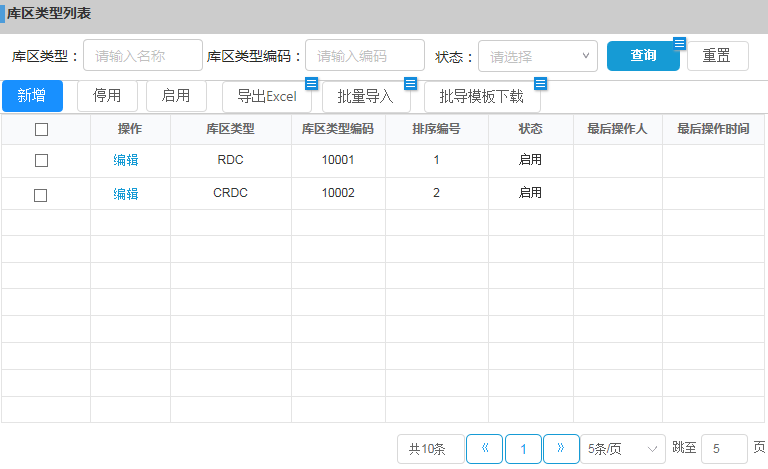 库区类型列表
库区类型： 请输入名称 库区类型编码： 请输入编码 状态： 请选择 查询 重置
新增 停用 启用 导出Excel 批量导入 批导模板下载
操作 库区类型 库区类型编码 排序编号 状态 最后操作人 最后操作时间
编辑 RDC 10001 1 启用
编辑 CRDC 10002 2 启用
共10条 《 1 》 5条/页 跳至 5 页